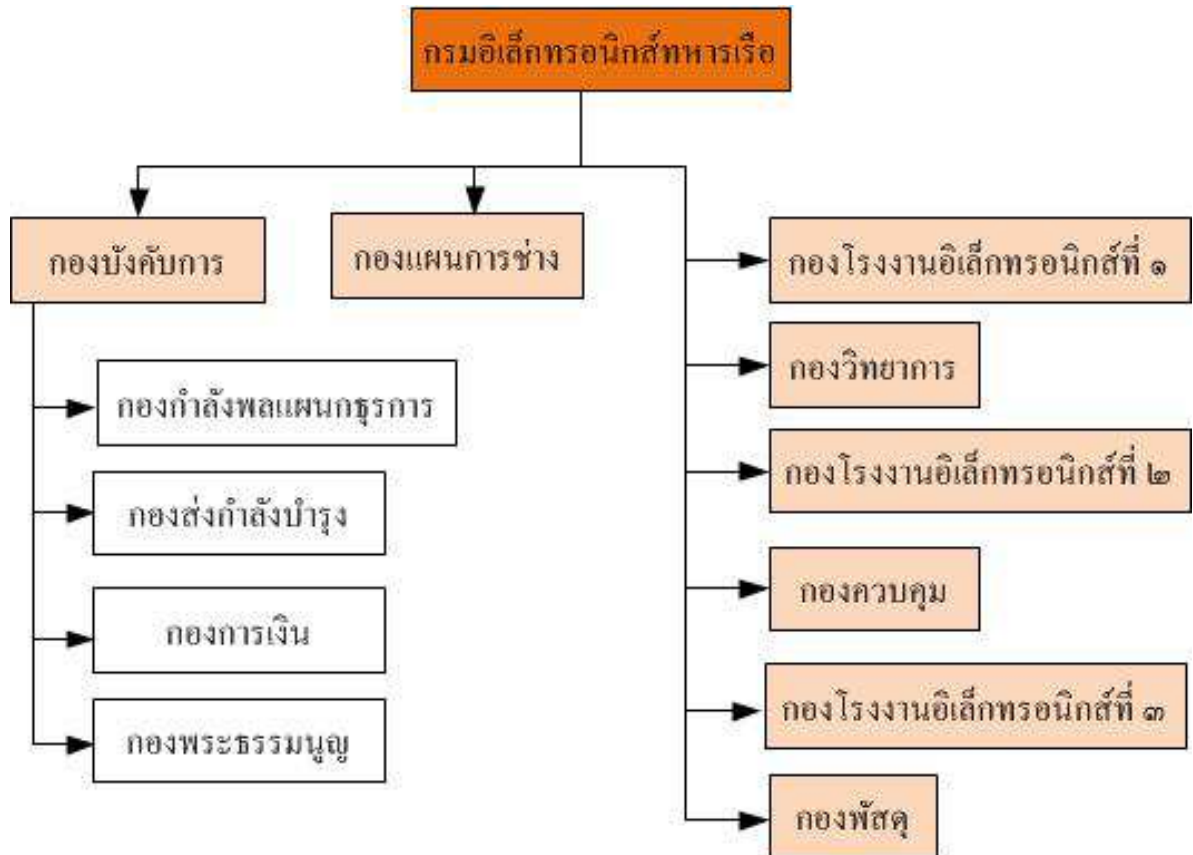 กรมอิเล็กทรอนิกส์ทหารเรือ
กองบังคับการ
กองแผนการช่าง
กองกำลังพลแผนกธุรการ
กองส่งกำลังบำรุง
กองการเงิน
กองพระธรรมนูญ
กองโรงงานอิเล็กทรอนิกส์ที่ ๑
กองวิทยาการ
กองโรงงานอิเล็กทรอนิกส์ที่ ๒
กองควบคุม
กองโรงงานอิเล็กทรอนิกส์ที่ ๓
กองพัสดุ